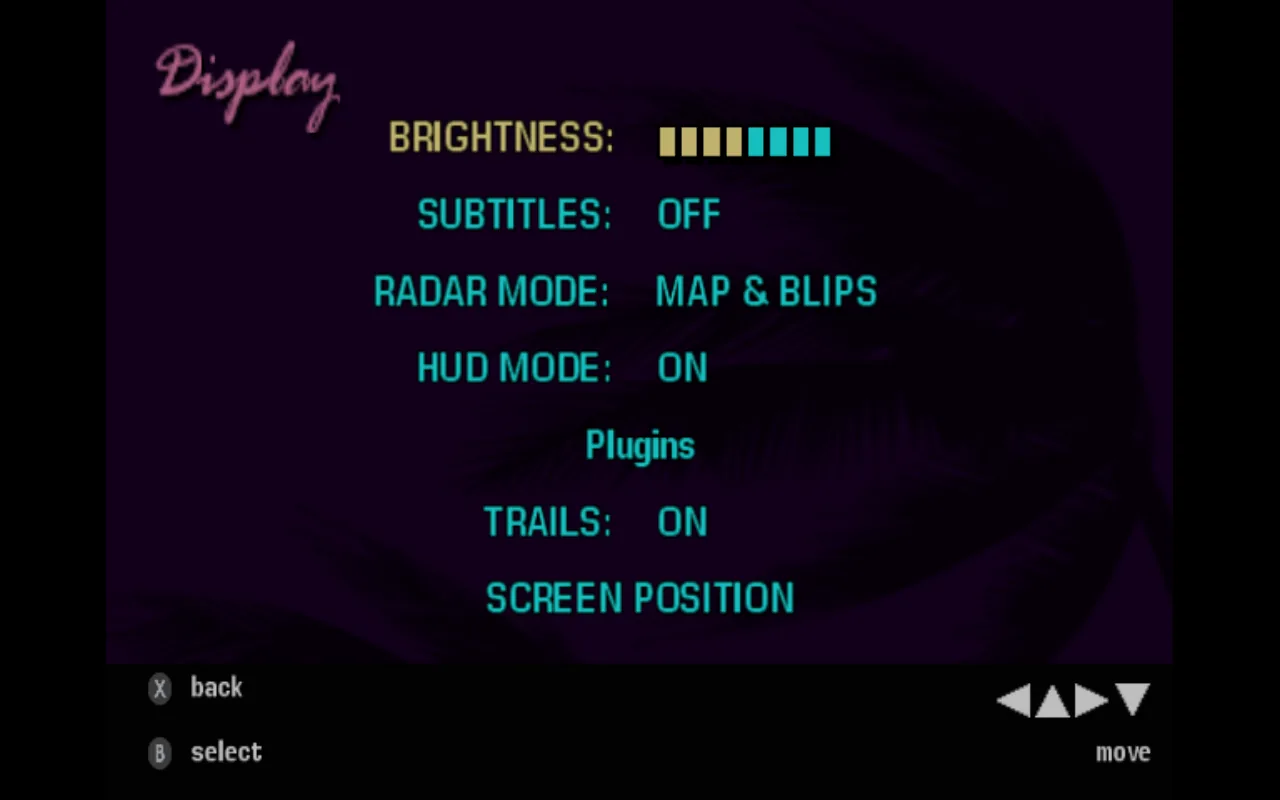 Display
BRIGHTNESS:
SUBTITLES: OFF
RADAR MODE: MAP & BLIPS
HUD MODE: ON
Plugins
TRAILS: ON
SCREEN POSITION
X back
B select
move